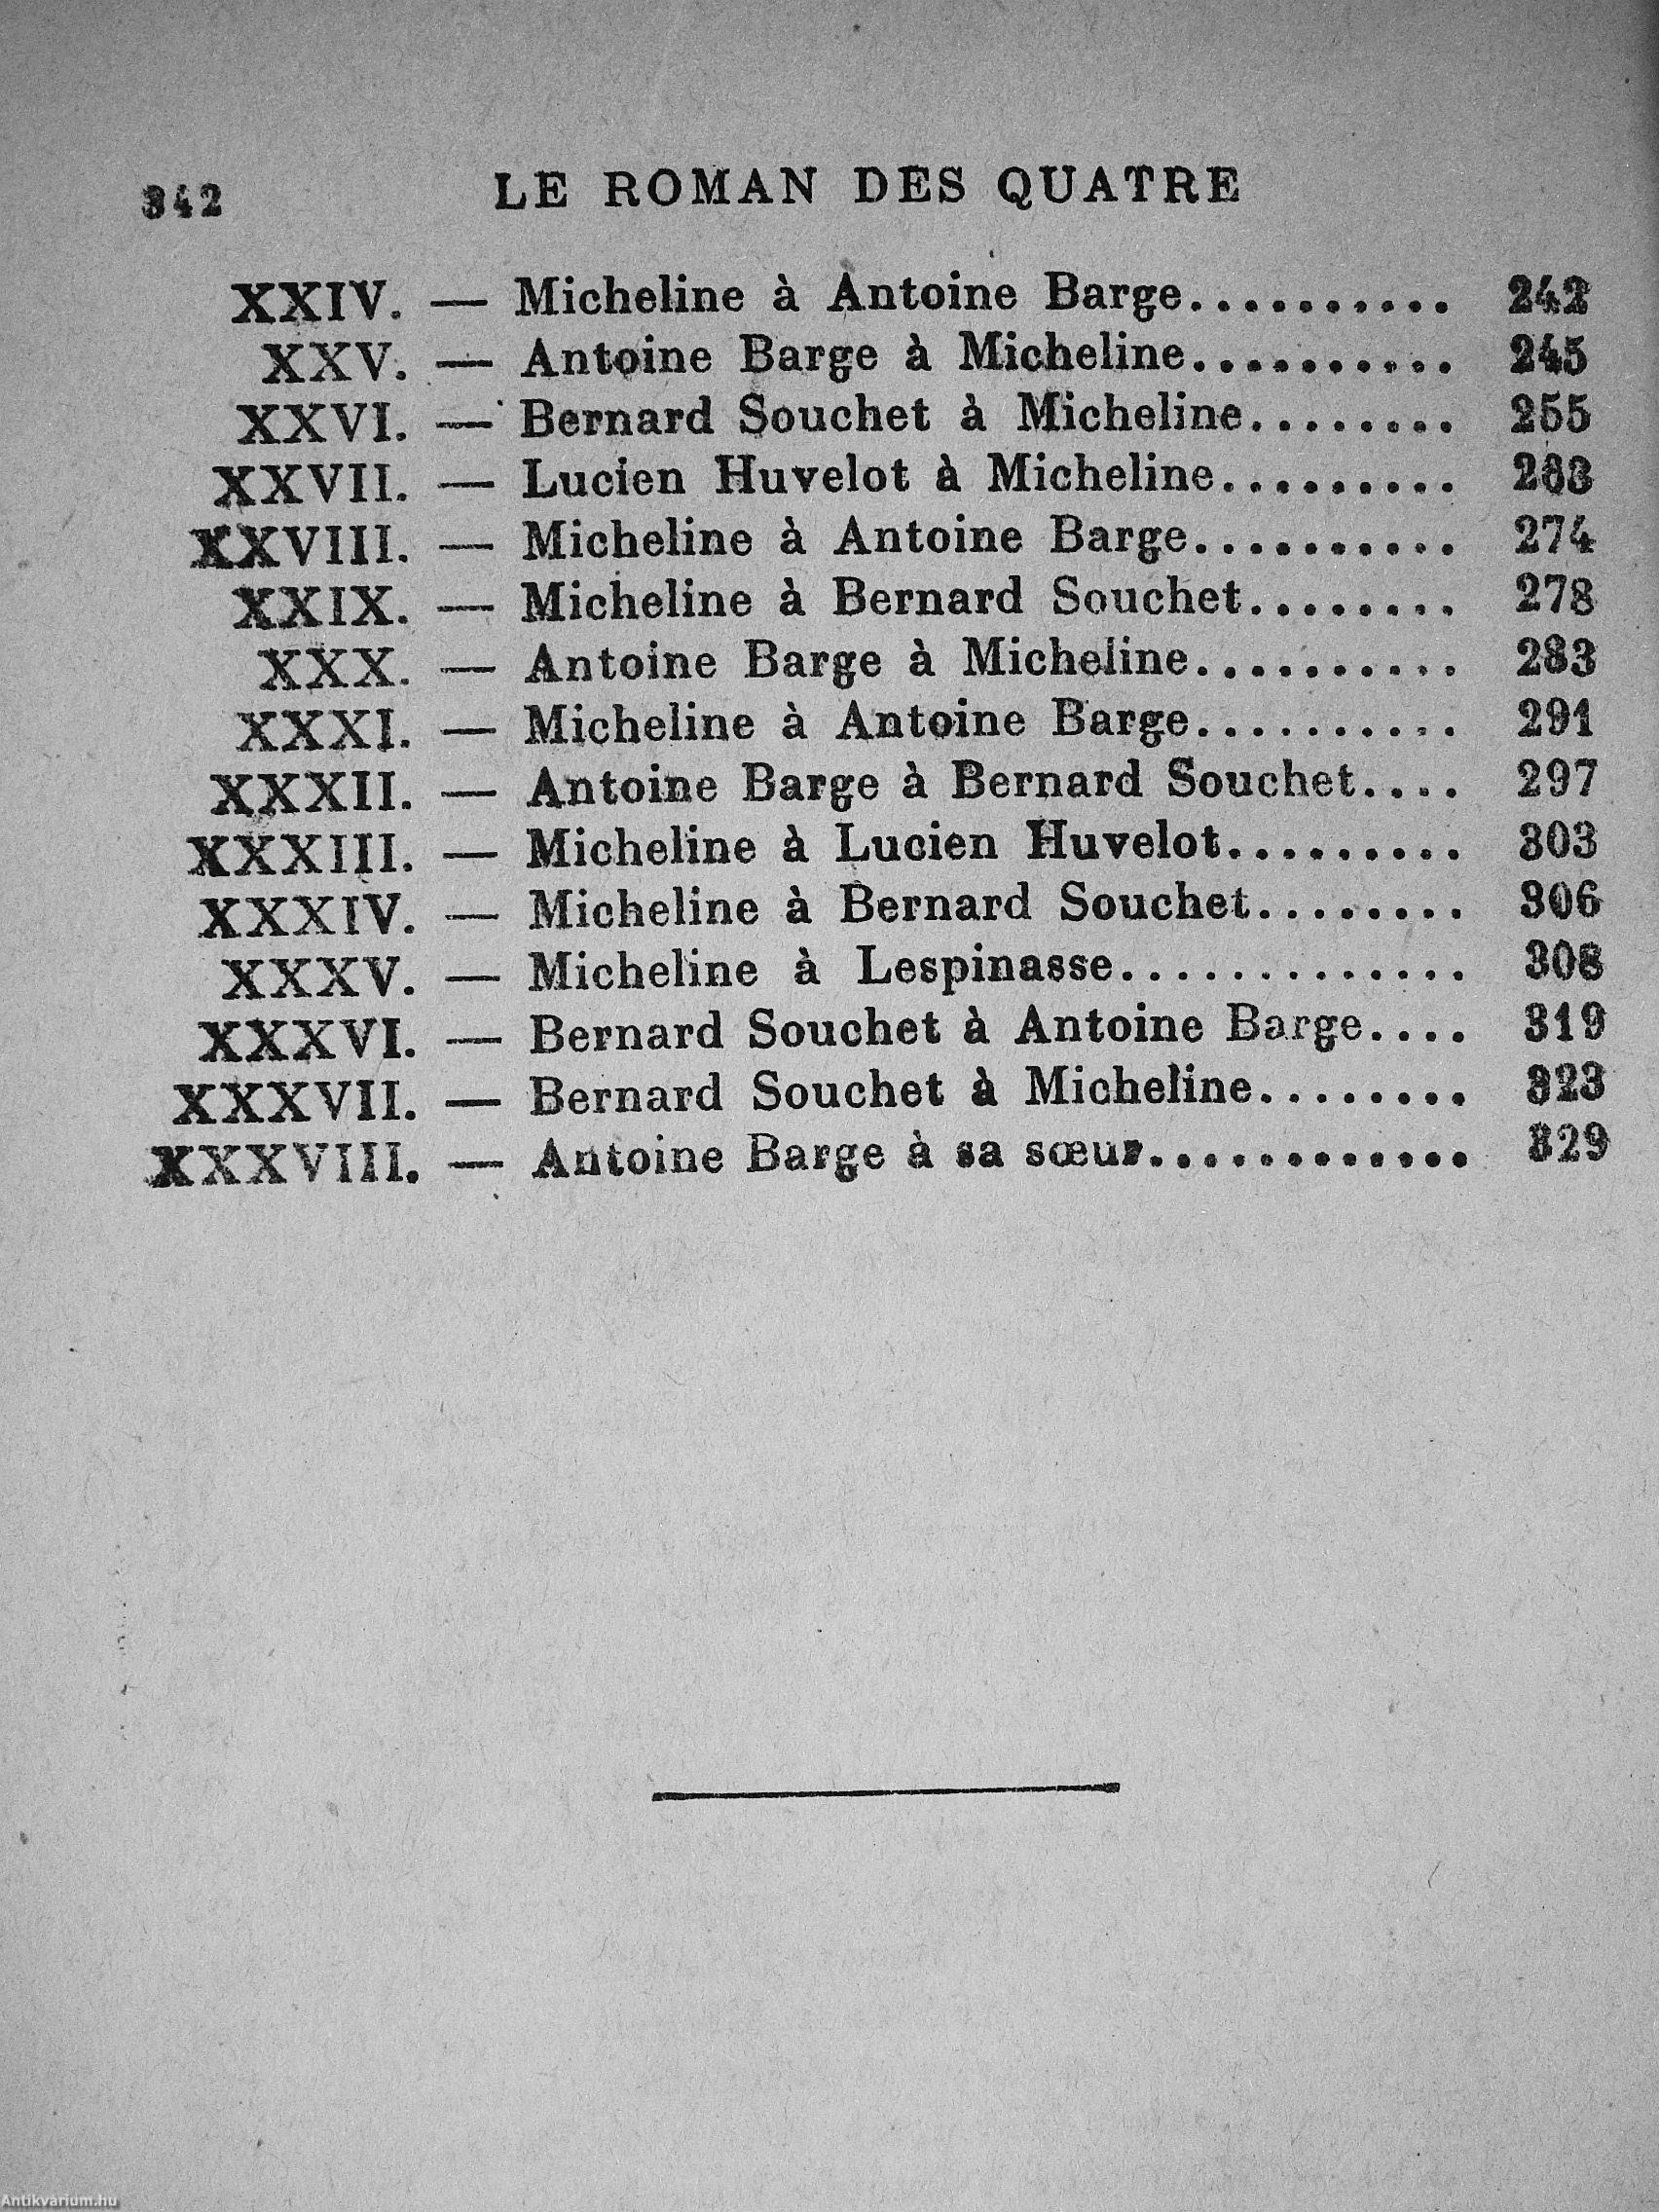 342 LE ROMAN DES QUATRE
XXIV. — Micheline à Antoine Barge.......... 242
XXV. — Antoine Barge à Micheline.......... 245
XXVI. — Bernard Souchet à Micheline........ 255
XXVII. — Lucien Huvelot à Micheline......... 263
XXVIII. — Micheline à Antoine Barge.......... 274
XXIX. — Micheline à Bernard Souchet........ 278
XXX. — Antoine Barge à Micheline.......... 283
XXXI. — Micheline à Antoine Barge.......... 291
XXXII. — Antoine Barge à Bernard Souchet.... 297
XXXIII. — Micheline à Lucien Huvelot......... 303
XXXIV. — Micheline à Bernard Souchet........ 306
XXXV. — Micheline à Lespinasse............. 308
XXXVI. — Bernard Souchet à Antoine Barge.... 319
XXXVII. — Bernard Souchet à Micheline........ 323
XXXVIII. — Antoine Barge à sa sœur............ 329
Antikvarium.hu